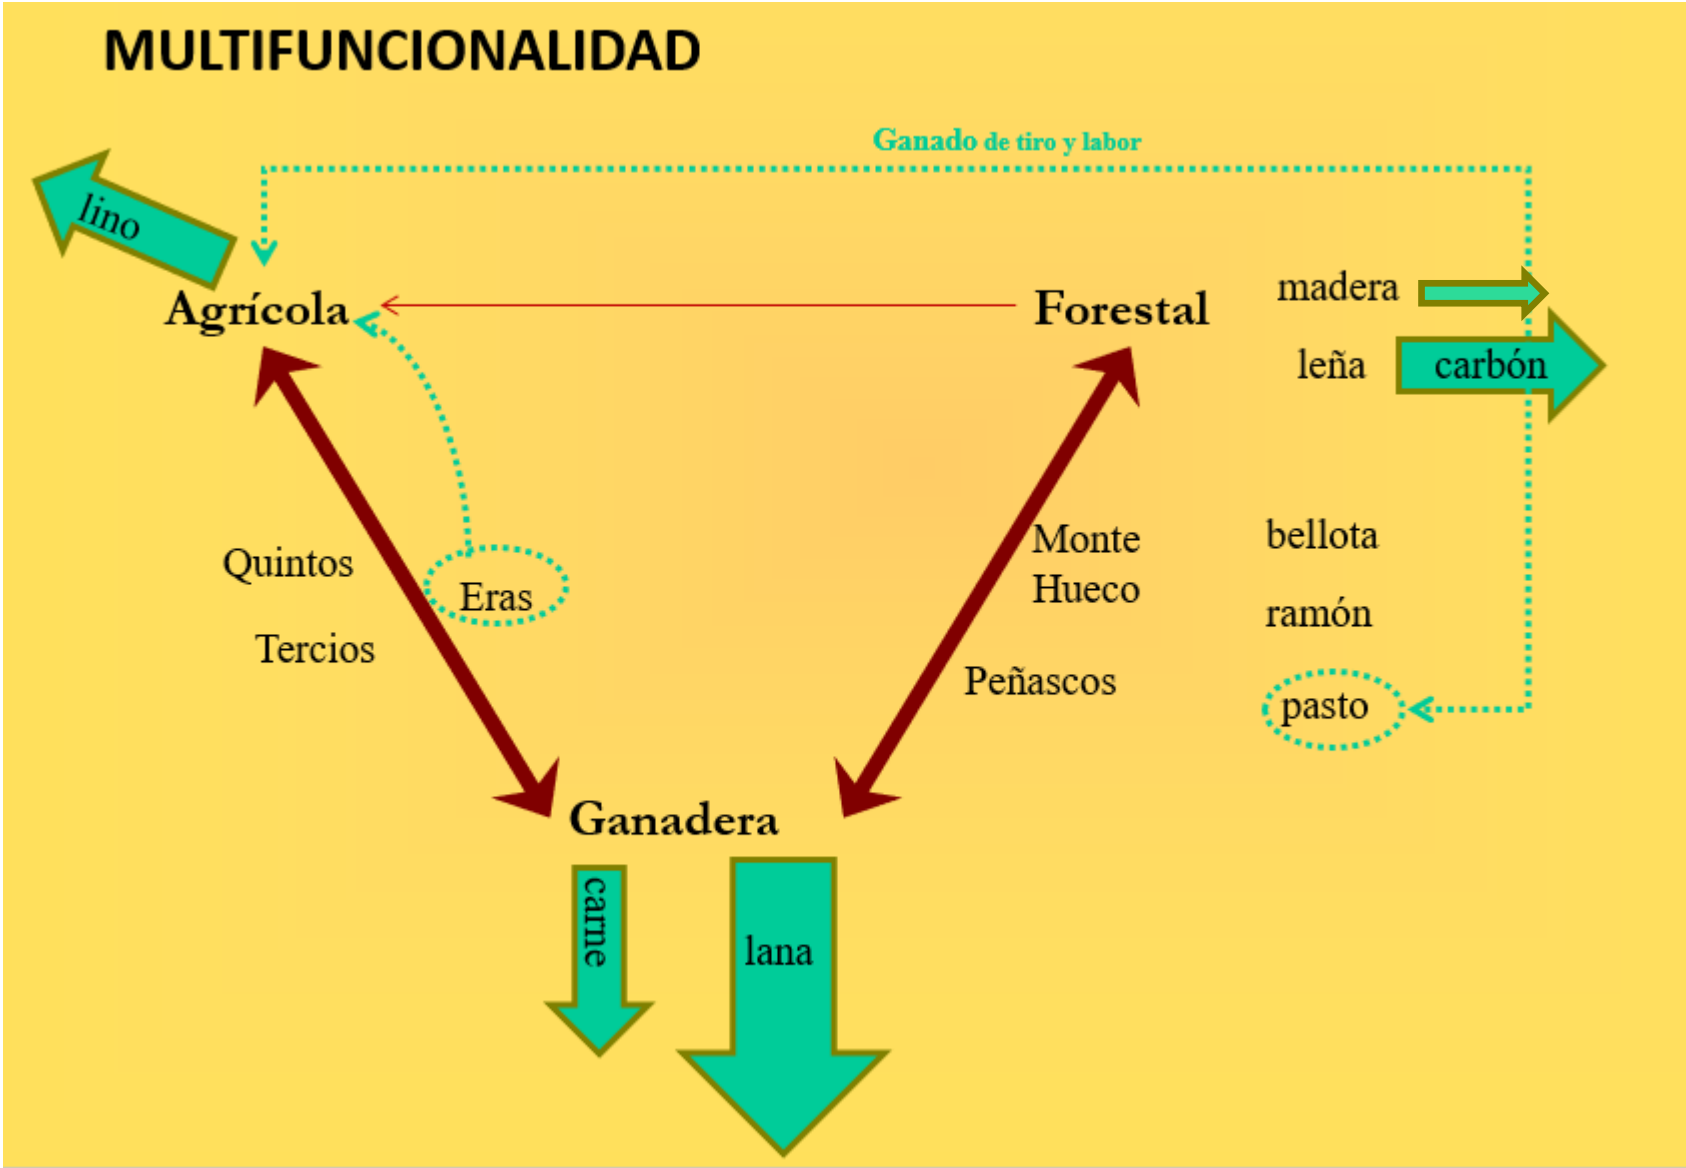 MULTIFUNCIONALIDAD
Ganado de tiro y labor
lino
Agrícola
Forestal
madera
leña
carbón
Quintos
Eras
Tercios
Monte
Hueco
Peñascos
bellota
ramón
pasto
Ganadera
carne
lana